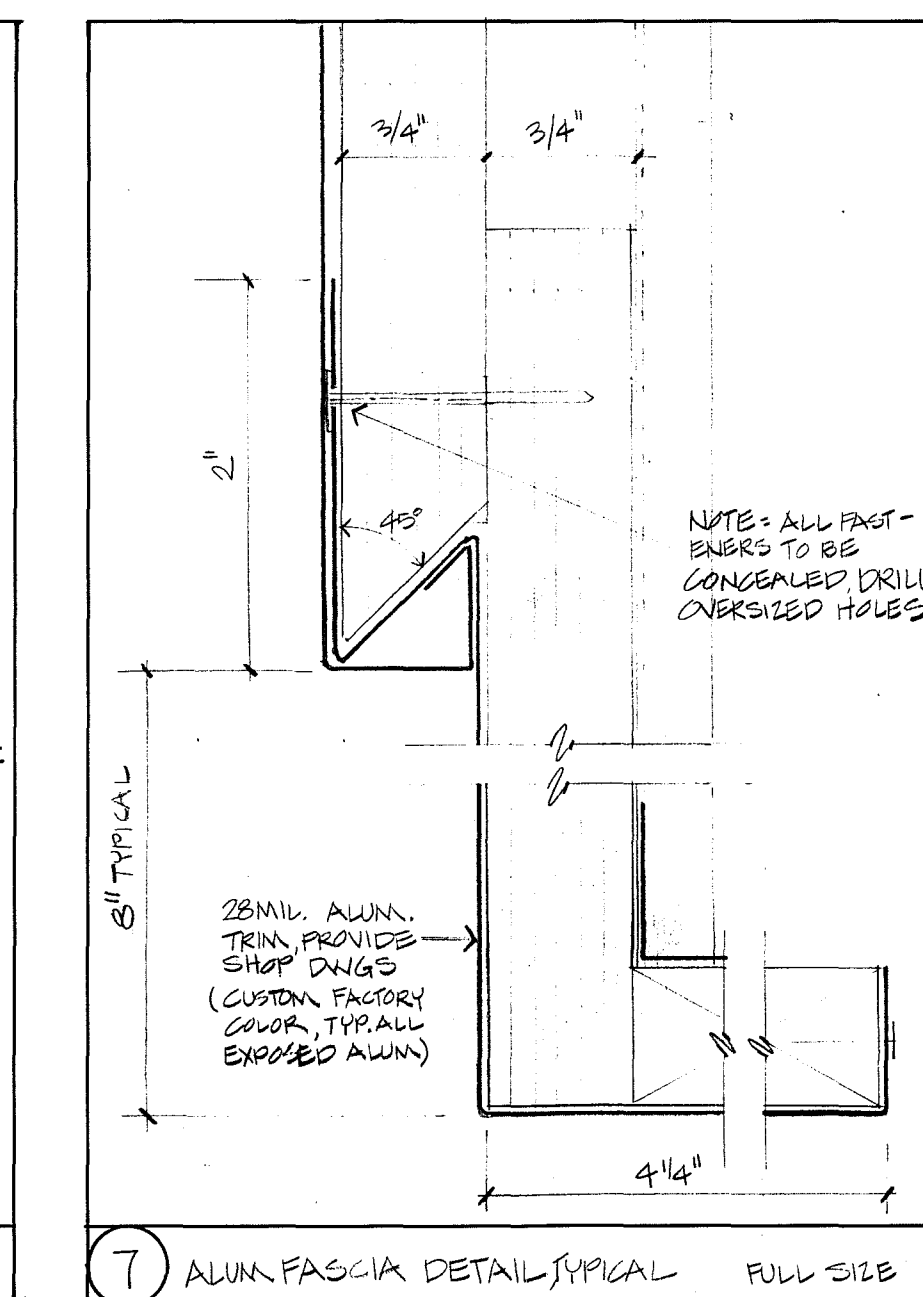 3/4" 3/4"
2"
45°
NOTE: ALL FAST-
ENERS TO BE
CONCEALED, DRILL
OVERSIZED HOLES
8" TYPICAL
28 MIL. ALUM.
TRIM, PROVIDE
SHOP DWGS
(CUSTOM FACTORY
COLOR, TYP. ALL
EXPOSED ALUM)
4 1/4"
7 ALUM FASCIA DETAIL, TYPICAL FULL SIZE